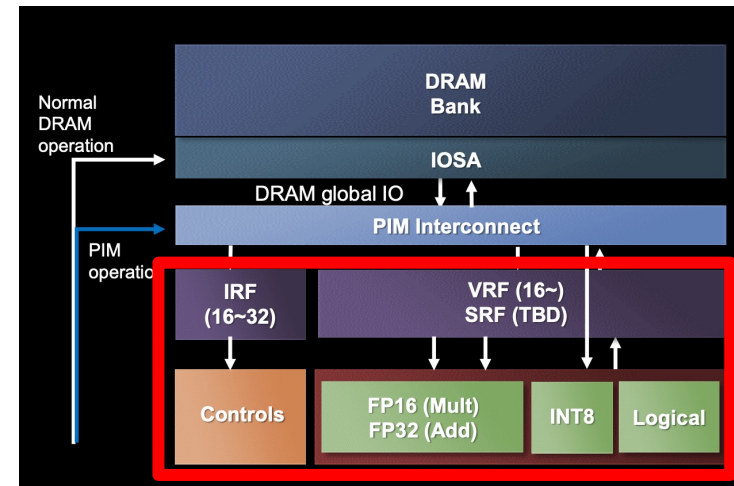 DRAM
Bank
Normal
DRAM
operation
IOSA
DRAM global IO
PIM Interconnect
PIM
operation
IRF
(16~32)
VRF (16~)
SRF (TBD)
Controls
FP16 (Mult)
FP32 (Add)
INT8
Logical